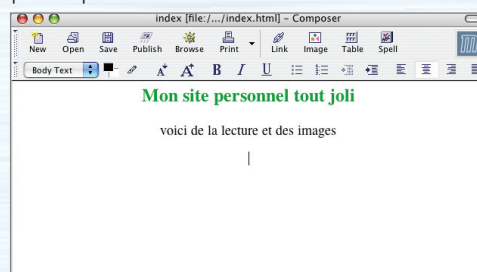 index [file:/.../index.html] – Composer
New Open Save Publish Browse Print Link Image Table Spell
Body Text A A B I U
Mon site personnel tout joli
voici de la lecture et des images